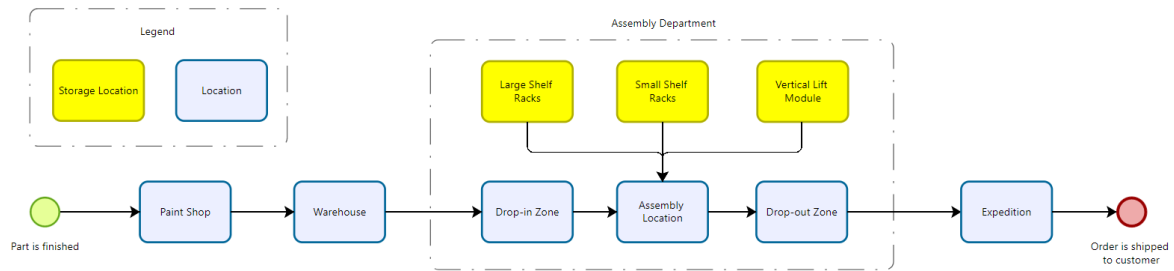 Legend
Storage Location
Location
Assembly Department
Large Shelf
Racks
Small Shelf
Racks
Vertical Lift
Module
Part is finished
Paint Shop
Warehouse
Drop-in Zone
Assembly
Location
Drop-out Zone
Expedition
Order is shipped
to customer